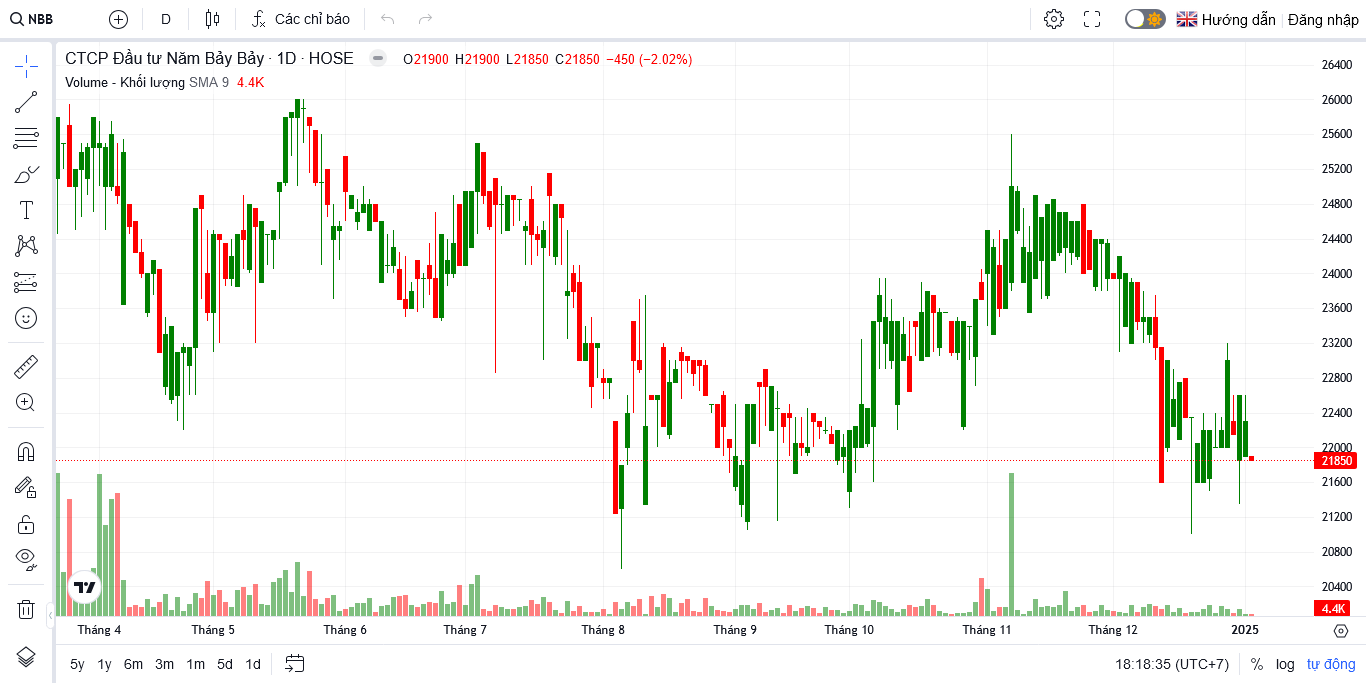 NBB D Các chỉ báo Hướng dẫn Đăng nhập
CTCP Đầu tư Năm Bảy Bảy · 1D · HOSE O21900 H21900 L21850 C21850 −450 (−2.02%)
Volume - Khối lượng SMA 9 4.4K
26400
26000
25600
25200
24800
24400
24000
23600
23200
22800
22400
22000
21850
21600
21200
20800
20400
4.4K
Tháng 4 Tháng 5 Tháng 6 Tháng 7 Tháng 8 Tháng 9 Tháng 10 Tháng 11 Tháng 12 2025
5y 1y 6m 3m 1m 5d 1d 18:18:35 (UTC+7) % log tự động